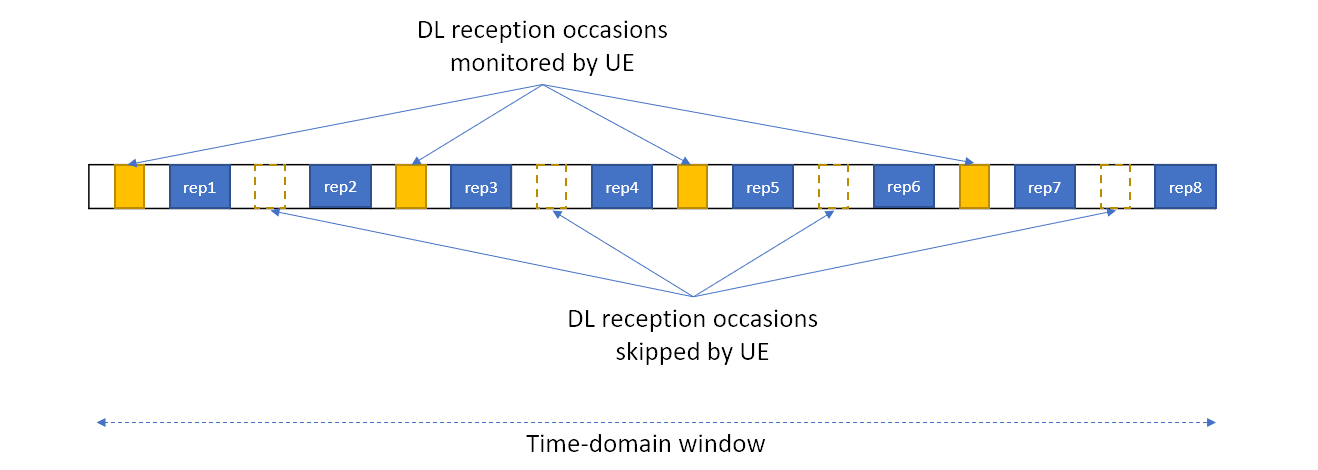 DL reception occasions
monitored by UE
rep1 rep2 rep3 rep4 rep5 rep6 rep7 rep8
DL reception occasions
skipped by UE
Time-domain window